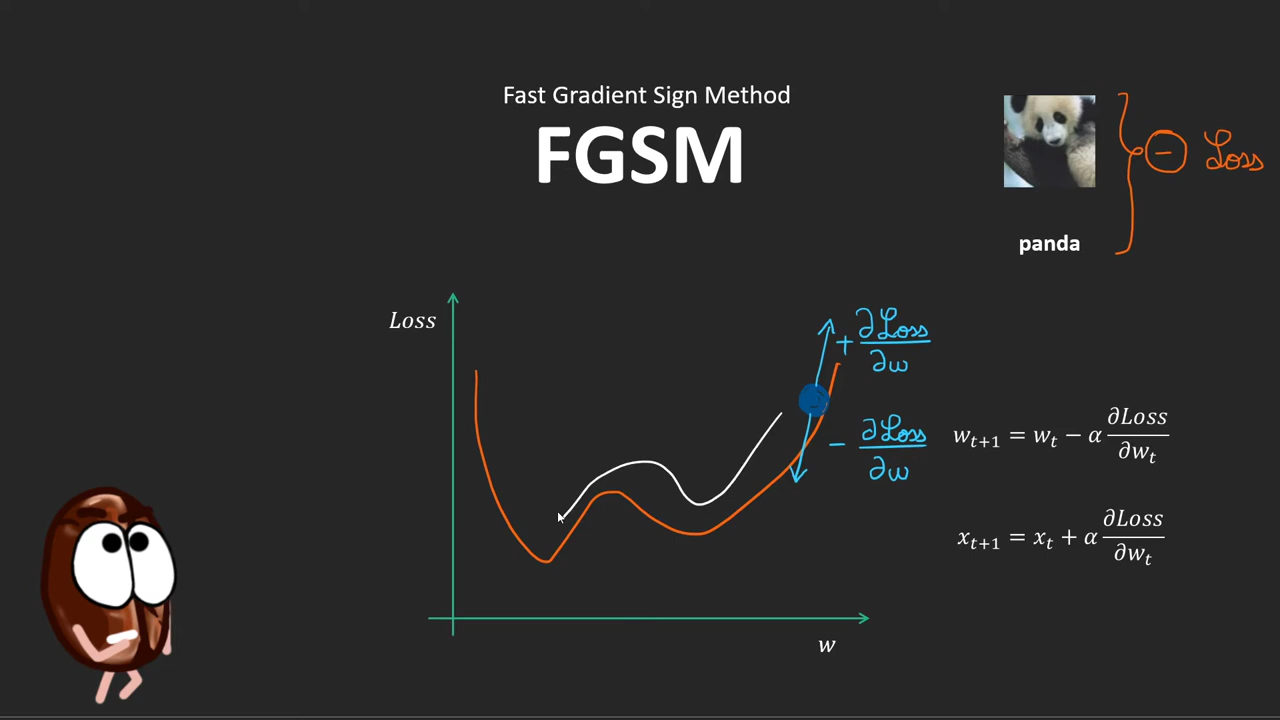 Fast Gradient Sign Method
FGSM
− Loss
panda
Loss
+ ∂Loss/∂w
− ∂Loss/∂w
w_{t+1} = w_t − α ∂Loss/∂w_t
x_{t+1} = x_t + α ∂Loss/∂w_t
w